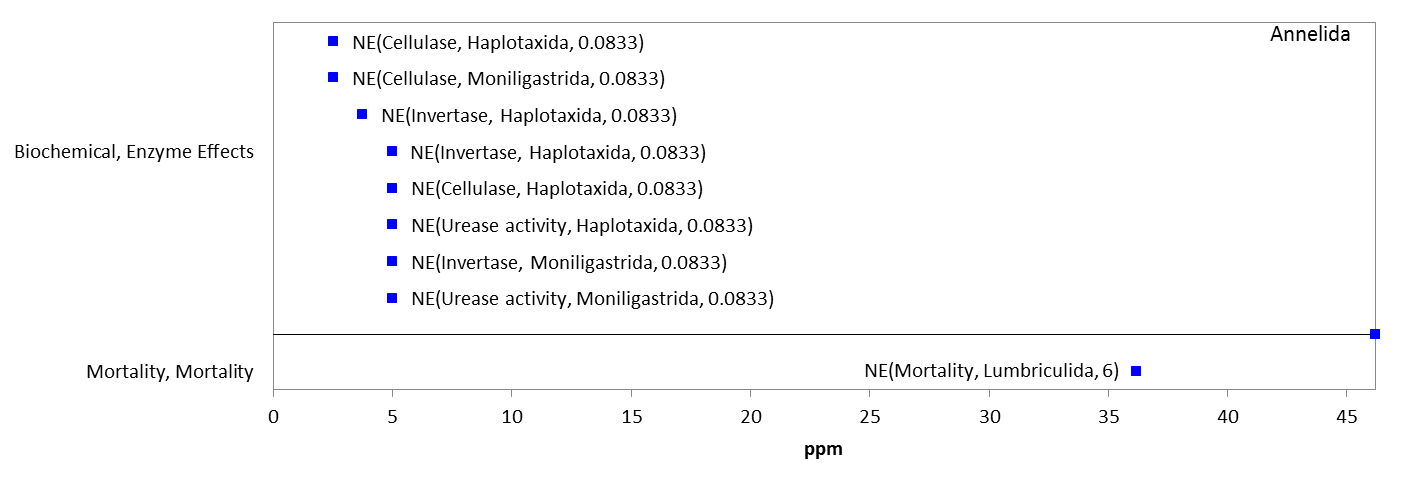 Annelida
NE(Cellulase, Haplotaxida, 0.0833)
NE(Cellulase, Moniligastrida, 0.0833)
NE(Invertase, Haplotaxida, 0.0833)
Biochemical, Enzyme Effects
NE(Invertase, Haplotaxida, 0.0833)
NE(Cellulase, Haplotaxida, 0.0833)
NE(Urease activity, Haplotaxida, 0.0833)
NE(Invertase, Moniligastrida, 0.0833)
NE(Urease activity, Moniligastrida, 0.0833)
Mortality, Mortality
NE(Mortality, Lumbriculida, 6)
0 5 10 15 20 25 30 35 40 45
ppm